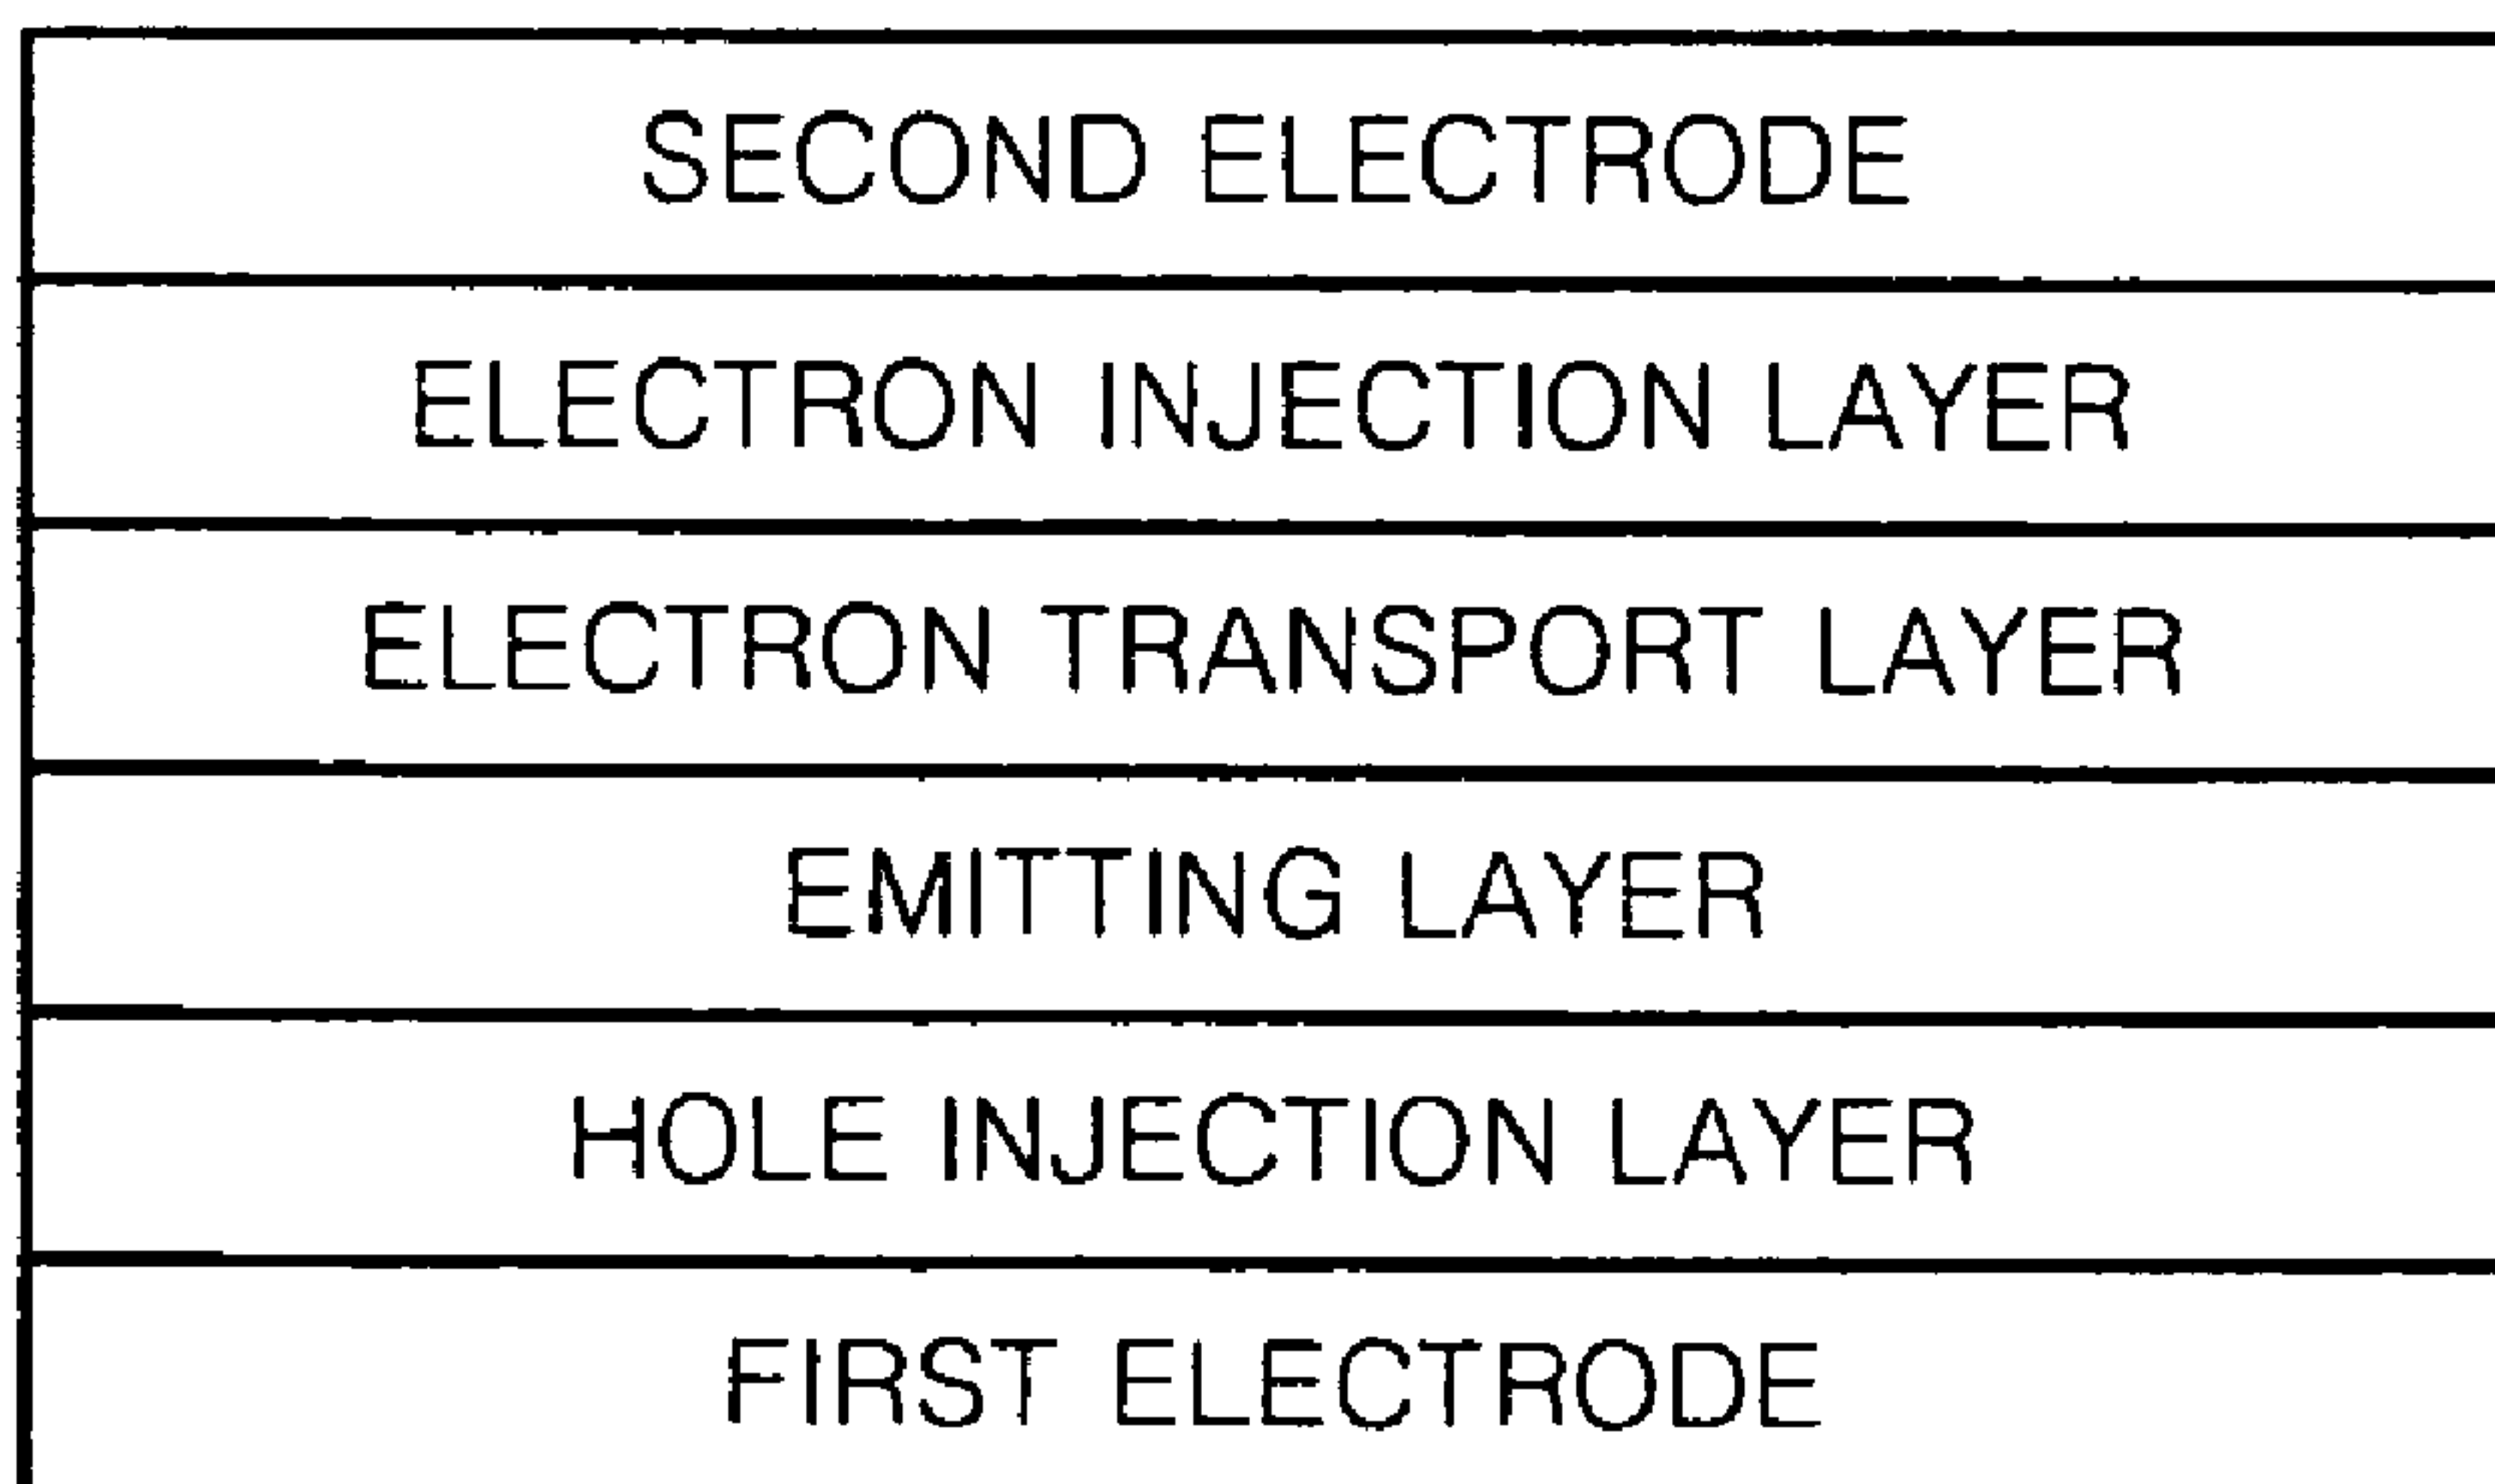 SECOND ELECTRODE
ELECTRON INJECTION LAYER
ELECTRON TRANSPORT LAYER
EMITTING LAYER
HOLE INJECTION LAYER
FIRST ELECTRODE